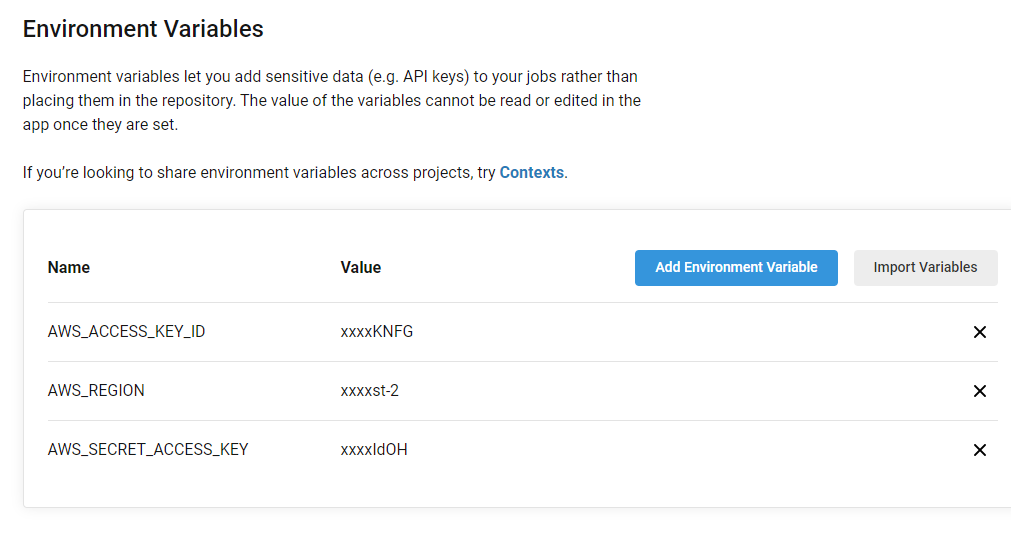 Environment Variables
Environment variables let you add sensitive data (e.g. API keys) to your jobs rather than
placing them in the repository. The value of the variables cannot be read or edited in the
app once they are set.
If you’re looking to share environment variables across projects, try Contexts.
Name Value Add Environment Variable Import Variables
AWS_ACCESS_KEY_ID xxxxKNFG
AWS_REGION xxxxst-2
AWS_SECRET_ACCESS_KEY xxxxIdOH